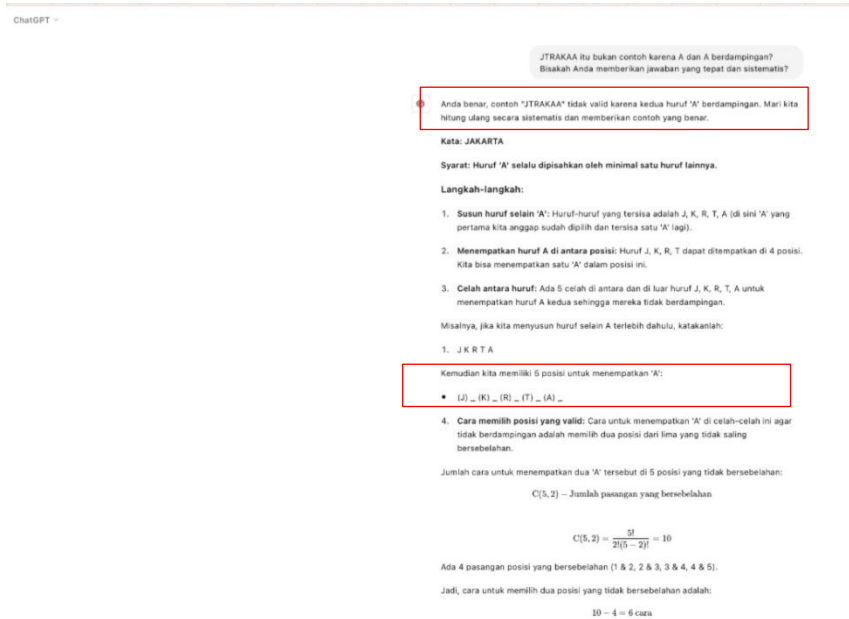 ChatGPT
JTRAKAA itu bukan contoh karena A dan A berdampingan?
Bisakah Anda memberikan jawaban yang tepat dan sistematis?
Anda benar, contoh "JTRAKAA" tidak valid karena kedua huruf 'A' berdampingan. Mari kita
hitung ulang secara sistematis dan memberikan contoh yang benar.
Kata: JAKARTA
Syarat: Huruf 'A' selalu dipisahkan oleh minimal satu huruf lainnya.
Langkah-langkah:
1. Susun huruf selain 'A': Huruf-huruf yang tersisa adalah J, K, R, T, A (di sini 'A' yang
pertama kita anggap sudah dipilih dan tersisa satu 'A' lagi).
2. Menempatkan huruf A di antara posisi: Huruf J, K, R, T dapat ditempatkan di 4 posisi.
Kita bisa menempatkan satu 'A' dalam posisi ini.
3. Celah antara huruf: Ada 5 celah di antara dan di luar huruf J, K, R, T, A untuk
menempatkan huruf A kedua sehingga mereka tidak berdampingan.
Misalnya, jika kita menyusun huruf selain A terlebih dahulu, katakanlah:
1. J K R T A
Kemudian kita memiliki 5 posisi untuk menempatkan 'A':
• (J) _ (K) _ (R) _ (T) _ (A) _
4. Cara memilih posisi yang valid: Cara untuk menempatkan 'A' di celah-celah ini agar
tidak berdampingan adalah memilih dua posisi dari lima yang tidak saling
bersebelahan.
Jumlah cara untuk menempatkan dua 'A' tersebut di 5 posisi yang tidak bersebelahan:
C(5, 2) − Jumlah pasangan yang bersebelahan
C(5, 2) = 5! / 2!(5 − 2)! = 10
Ada 4 pasangan posisi yang bersebelahan (1 & 2, 2 & 3, 3 & 4, 4 & 5).
Jadi, cara untuk memilih dua posisi yang tidak bersebelahan adalah:
10 − 4 = 6 cara